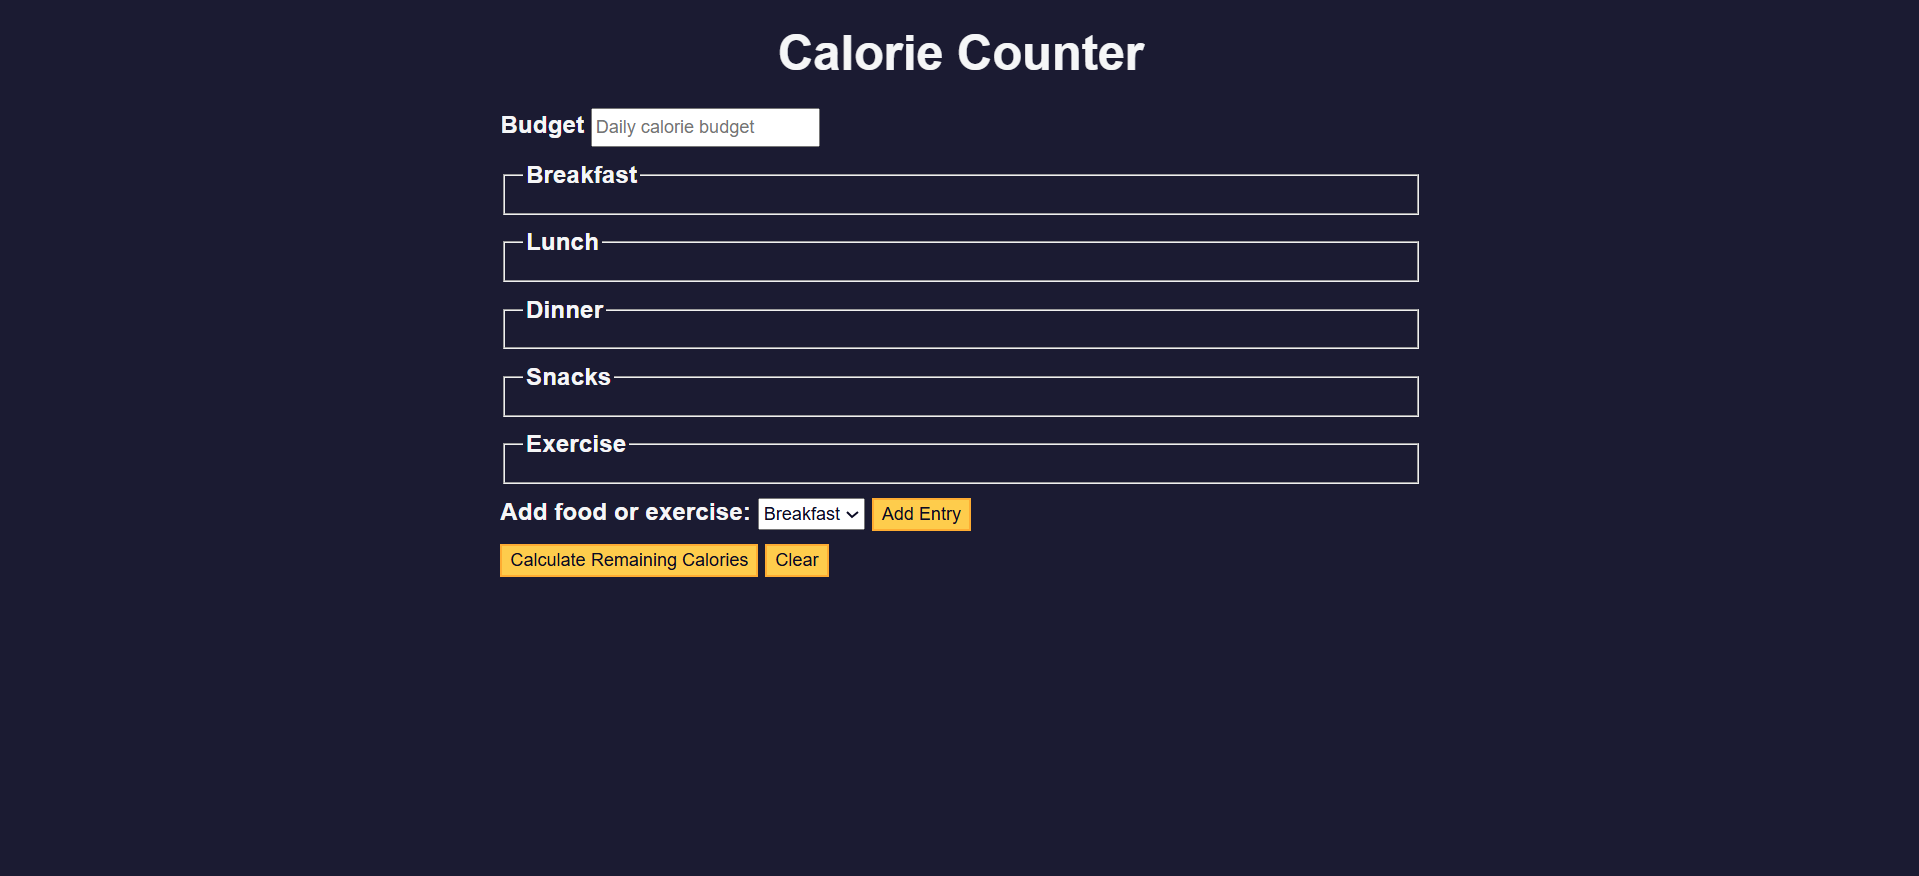 Calorie Counter
Budget Daily calorie budget
Breakfast
Lunch
Dinner
Snacks
Exercise
Add food or exercise: Breakfast Add Entry
Calculate Remaining Calories Clear